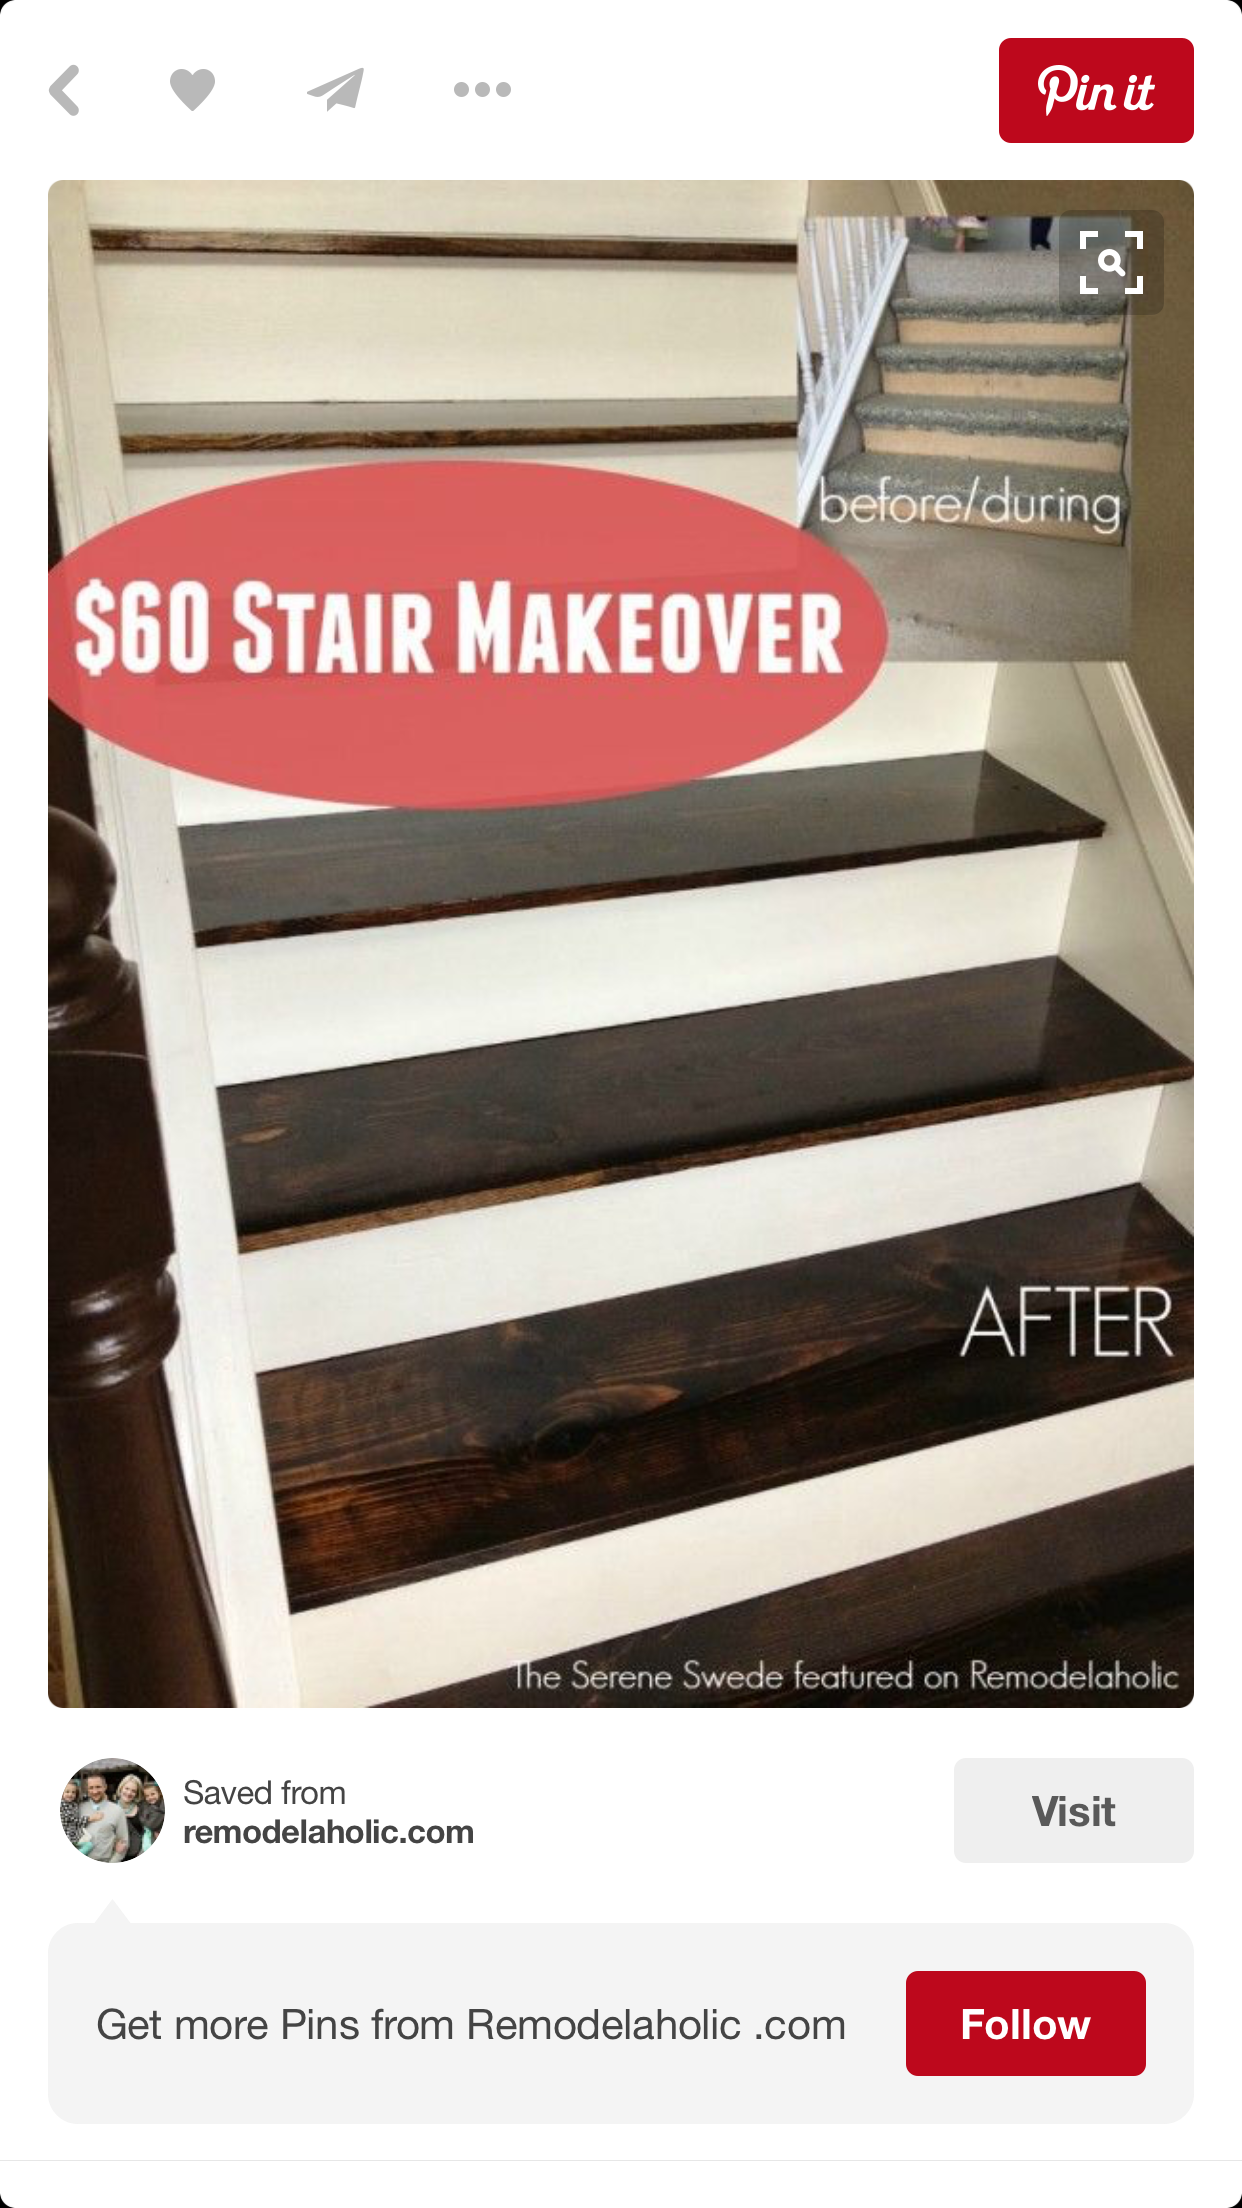 Pin it
before/during
$60 STAIR MAKEOVER
AFTER
The Serene Swede featured on Remodelaholic
Saved from
remodelaholic.com
Visit
Get more Pins from Remodelaholic .com
Follow